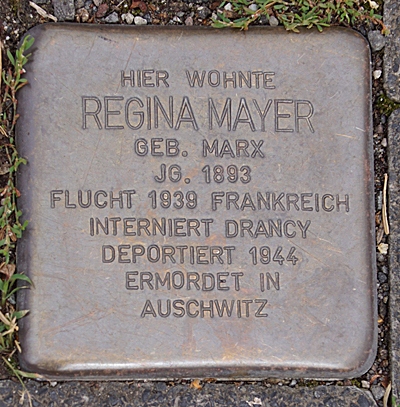 HIER WOHNTE
REGINA MAYER
GEB. MARX
JG. 1893
FLUCHT 1939 FRANKREICH
INTERNIERT DRANCY
DEPORTIERT 1944
ERMORDET IN
AUSCHWITZ